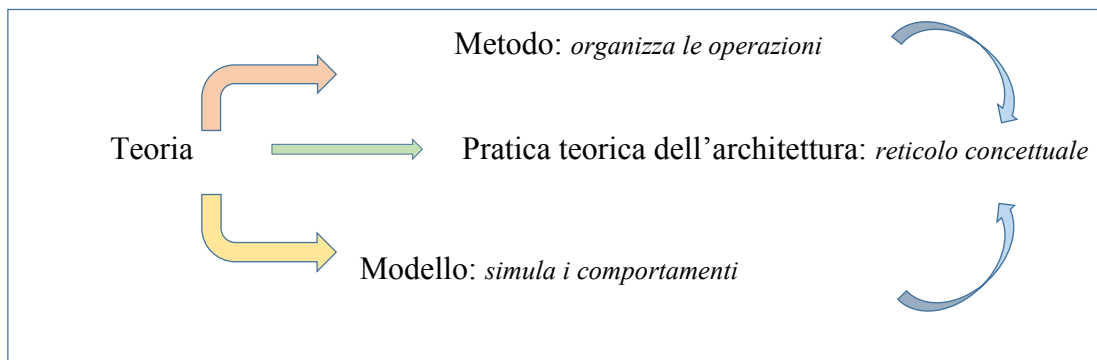 Metodo: organizza le operazioni
Teoria
Pratica teorica dell’architettura: reticolo concettuale
Modello: simula i comportamenti